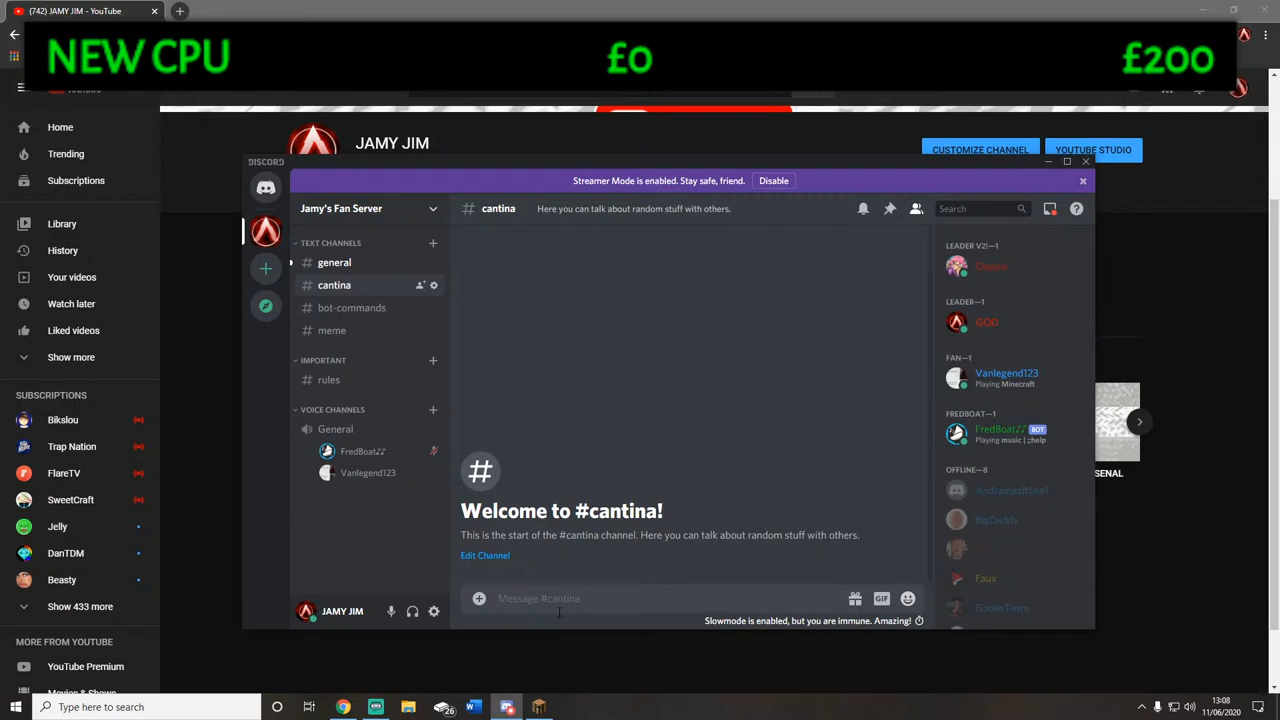 (742) JAMY JIM - YouTube
NEW CPU
£0
£200
Home
Trending
Subscriptions
Library
History
Your videos
Watch later
Liked videos
Show more
SUBSCRIPTIONS
Bikslou
Trap Nation
FlareTV
SweetCraft
Jelly
DanTDM
Beasty
Show 433 more
MORE FROM YOUTUBE
YouTube Premium
Movies & Shows
JAMY JIM
CUSTOMIZE CHANNEL
YOUTUBE STUDIO
DISCORD
Streamer Mode is enabled. Stay safe, friend.
Disable
Jamy's Fan Server
cantina
Here you can talk about random stuff with others.
Search
TEXT CHANNELS
general
cantina
bot-commands
meme
IMPORTANT
rules
VOICE CHANNELS
General
FredBoat♪♪
Vanlegend123
JAMY JIM
Welcome to #cantina!
This is the start of the #cantina channel. Here you can talk about random stuff with others.
Edit Channel
Message #cantina
GIF
Slowmode is enabled, but you are immune. Amazing!
LEADER V2!—1
LEADER—1
GOD
FAN—1
Vanlegend123
Playing Minecraft
FREDBOAT—1
FredBoat♪♪ BOT
Playing music | ;;help
OFFLINE—8
BigDaddy
Faux
GooseTown
Type here to search
26
13:08
11/06/2020